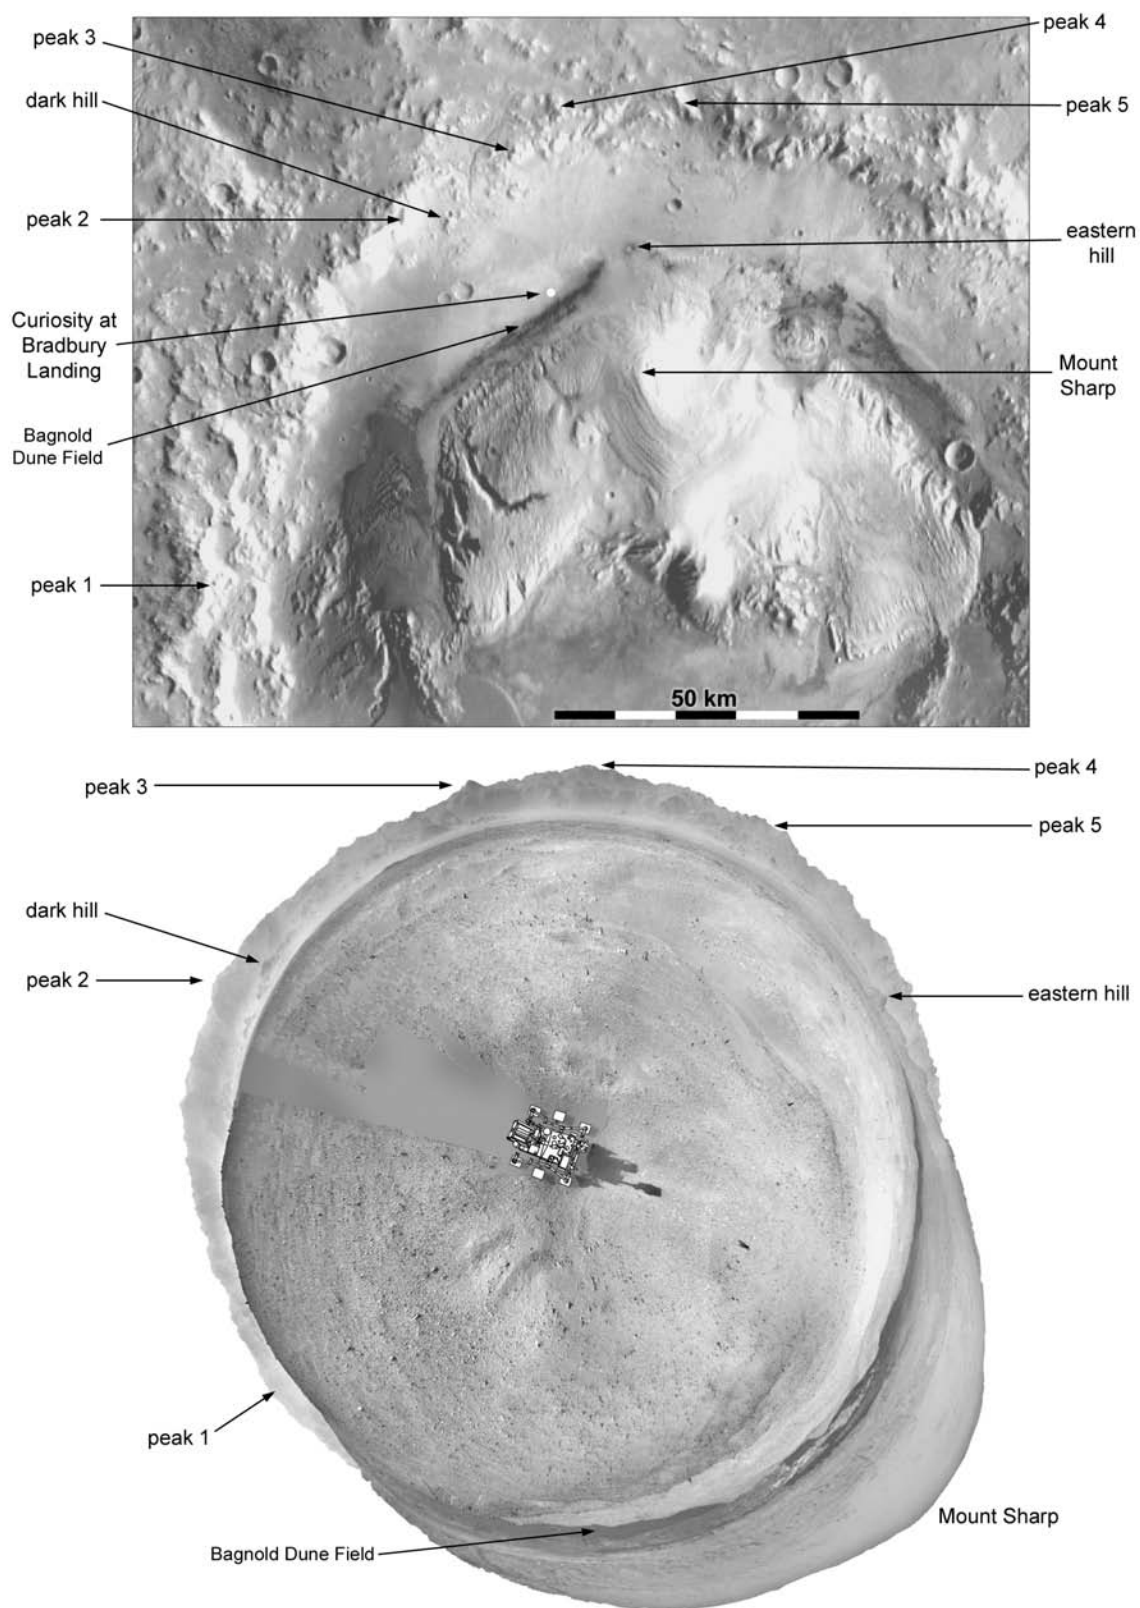 peak 3
peak 4
dark hill
peak 5
peak 2
eastern
hill
Curiosity at
Bradbury
Landing
Mount
Sharp
Bagnold
Dune Field
peak 1
50 km
peak 3
peak 4
peak 5
dark hill
peak 2
eastern hill
peak 1
Mount Sharp
Bagnold Dune Field